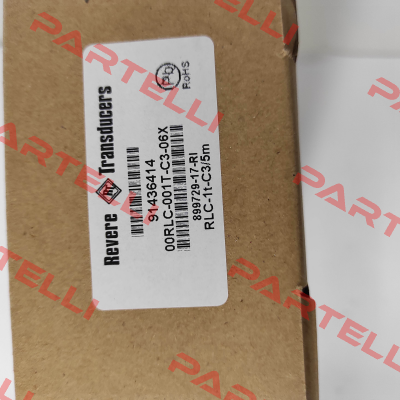 Revere RT Transducers
91436414
00RLC-001T-C3-06X
899729-17-RI
RLC-1t-C3/5m
Pb
RoHS
PARTELLI
PARTELLI
PARTELLI
PARTELLI
PARTELLI